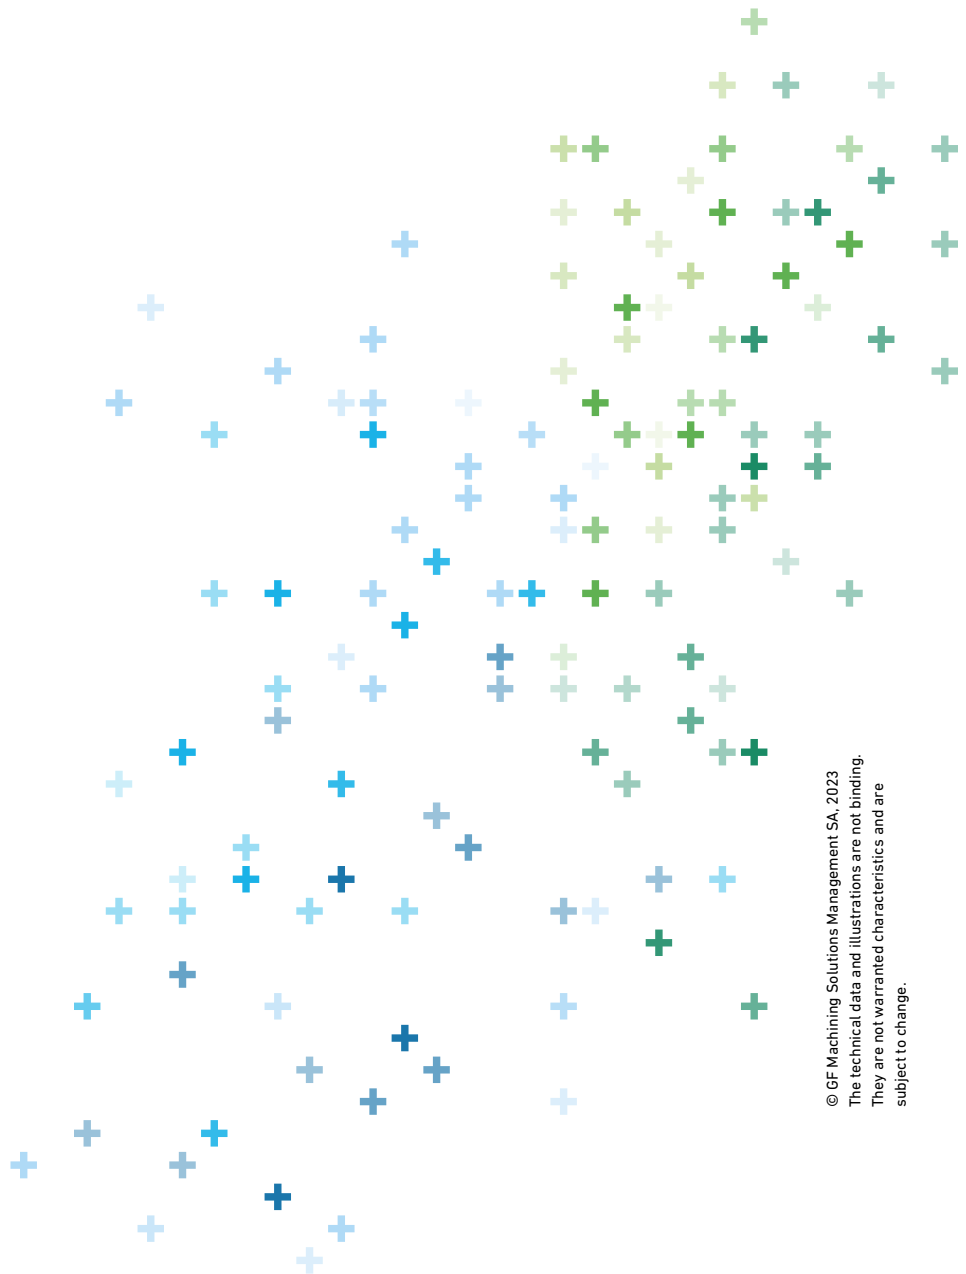 © GF Machining Solutions Management SA, 2023
The technical data and illustrations are not binding.
They are not warranted characteristics and are
subject to change.